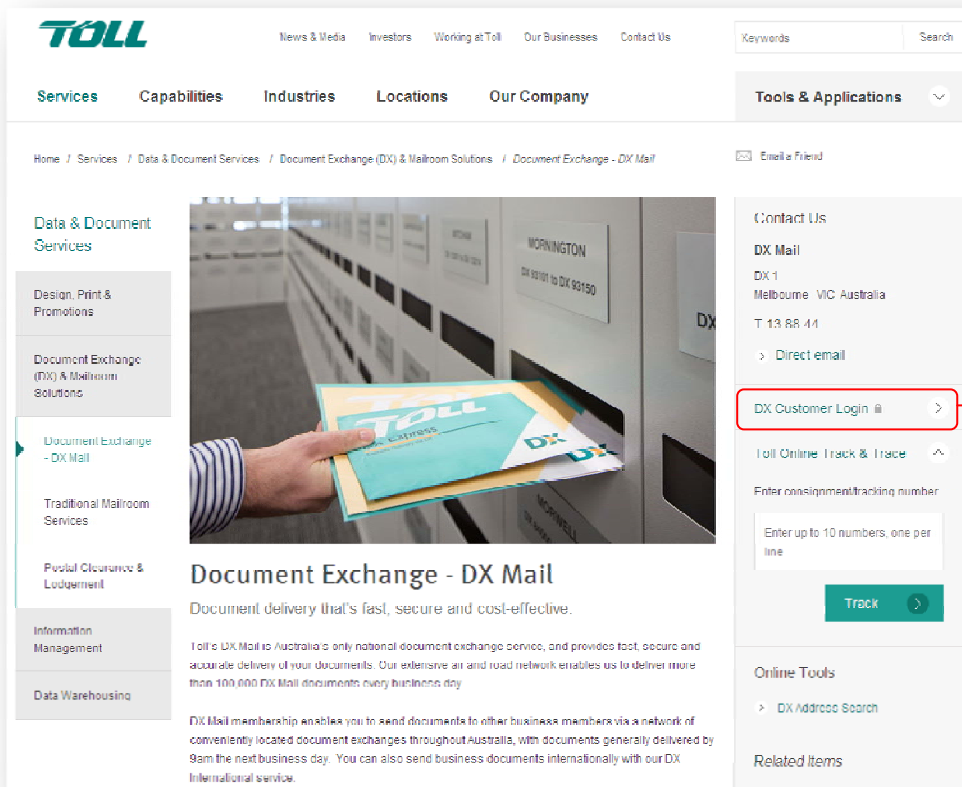 TOLL
News & Media Investors Working at Toll Our Businesses Contact Us
Keywords Search
Services Capabilities Industries Locations Our Company
Tools & Applications
Home / Services / Data & Document Services / Document Exchange (DX) & Mailroom Solutions / Document Exchange - DX Mail
Email a Friend
Data & Document
Services
Design, Print &
Promotions
Document Exchange
(DX) & Mailroom
Solutions
Document Exchange
- DX Mail
Traditional Mailroom
Services
Postal Clearance &
Lodgement
Information
Management
Data Warehousing
MORNINGTON
DX 93101 to DX 93150
DX
TOLL
Express
DX
DX
MORWELL
Document Exchange - DX Mail
Document delivery that's fast, secure and cost-effective.
Toll's DX Mail is Australia's only national document exchange service, and provides fast, secure and
accurate delivery of your documents. Our extensive air and road network enables us to deliver more
than 100,000 DX Mail documents every business day
DX Mail membership enables you to send documents to other business members via a network of
conveniently located document exchanges throughout Australia, with documents generally delivered by
9am the next business day. You can also send business documents internationally with our DX
International service.
Contact Us
DX Mail
DX 1
Melbourne VIC Australia
T 13 88 44
Direct email
DX Customer Login
Toll Online Track & Trace
Enter consignment/tracking number
Enter up to 10 numbers, one per
line
Track
Online Tools
DX Address Search
Related Items